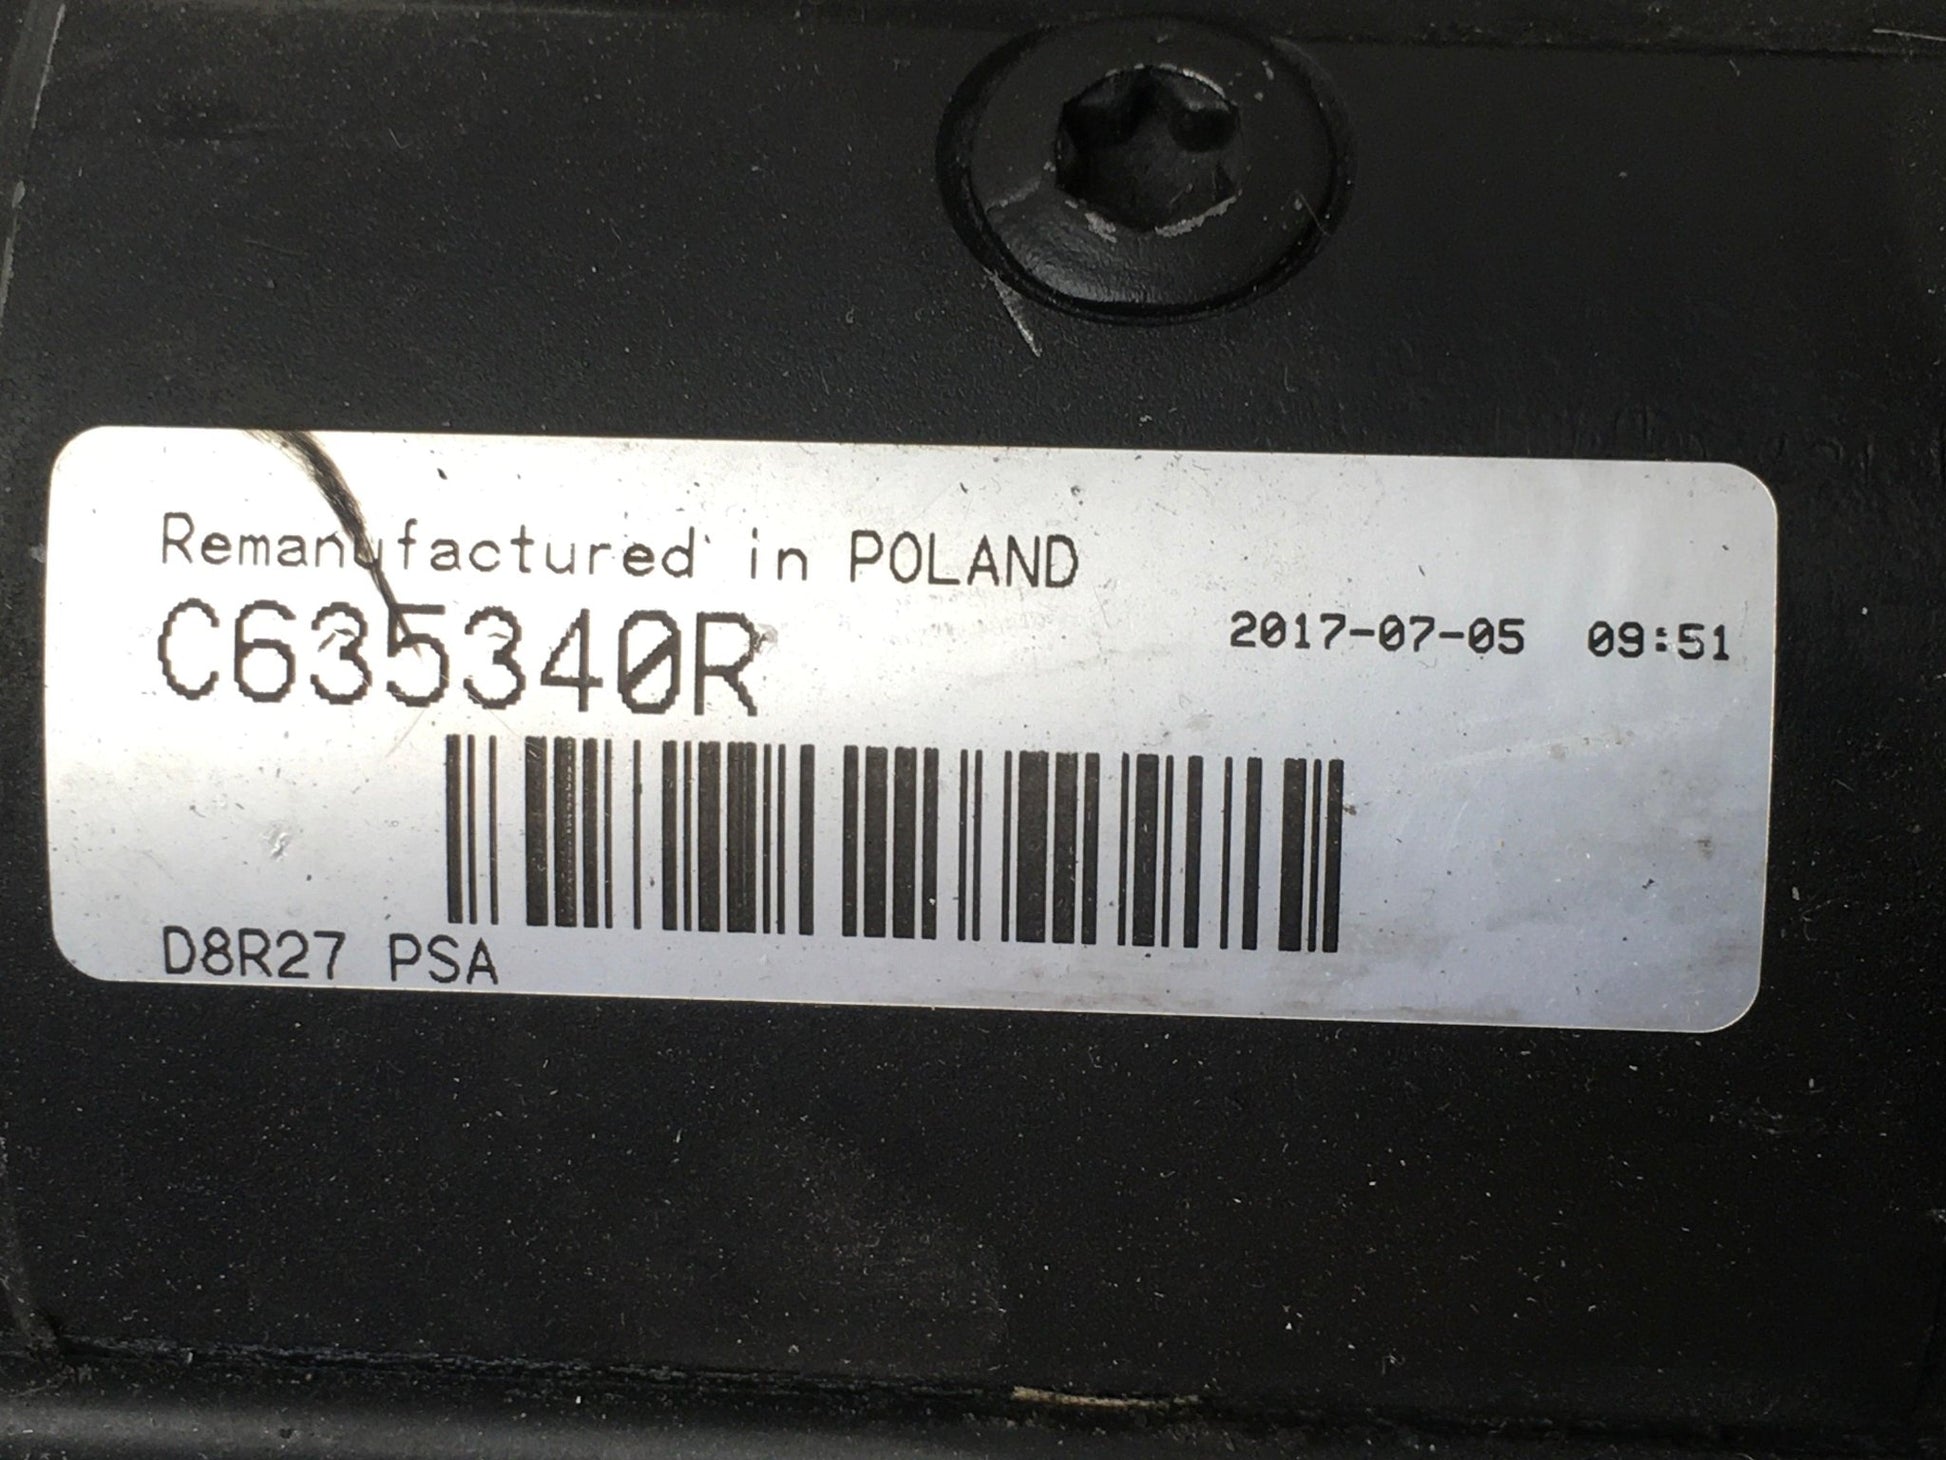 Remanufactured in POLAND
C635340R
2017-07-05 09:51
D8R27 PSA